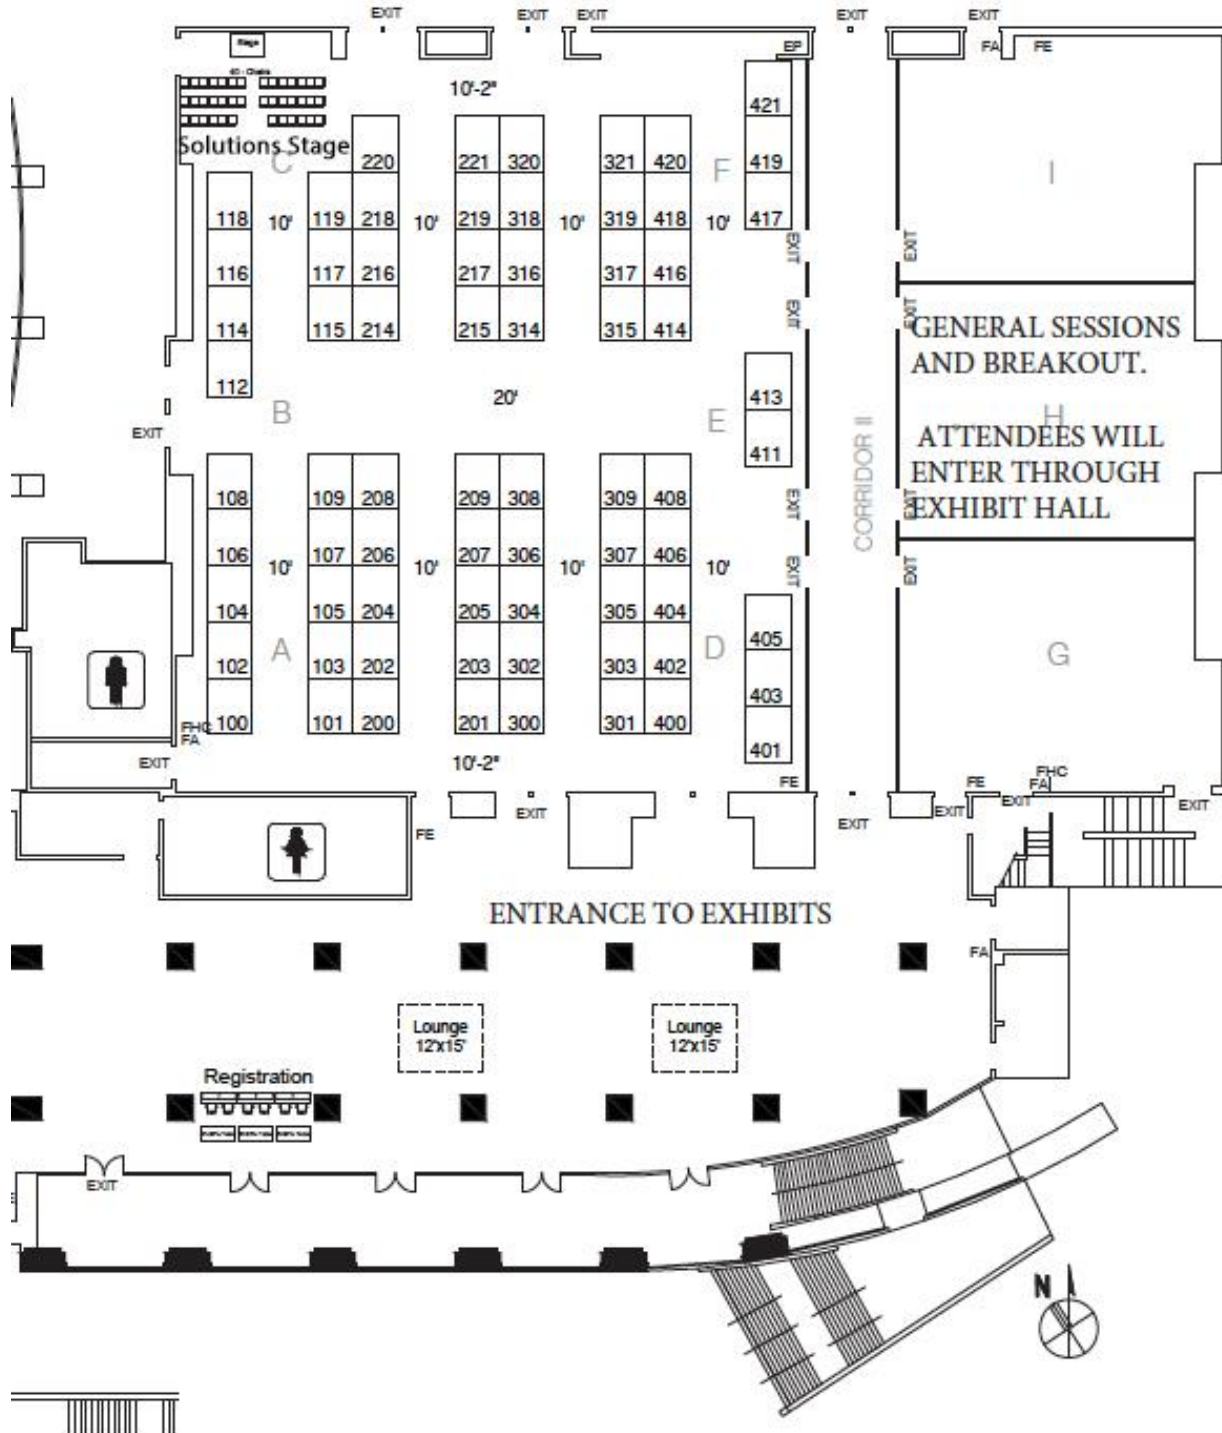 EXIT EXIT EXIT EXIT EXIT
Stage EP FA FE
40 - Chairs
10'-2"
421
Solutions Stage
C 220 221 320 321 420 F 419 I
118 10' 119 218 10' 219 318 10' 319 418 10' 417
EXIT EXIT
116 117 216 217 316 317 416
EXIT EXIT
114 115 214 215 314 315 414
GENERAL SESSIONS
AND BREAKOUT.
112 20' 413
B E H
EXIT CORRIDOR II
ATTENDEES WILL
411
ENTER THROUGH
108 109 208 209 308 309 408
EXIT EXIT
EXHIBIT HALL
106 107 206 207 306 307 406
10' 10' 10' 10' EXIT EXIT
104 105 204 205 304 305 404 405
A D G
102 103 202 203 302 303 402
403
FHC 100 101 200 201 300 301 400
FA
401
EXIT 10'-2"
FHC
FE FE FA
EXIT EXIT EXIT EXIT EXIT
FE
ENTRANCE TO EXHIBITS
FA
Lounge Lounge
12'x15' 12'x15'
Registration
EXIT
N